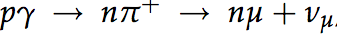 pγ → nπ⁺ → nμ + ν_μ.